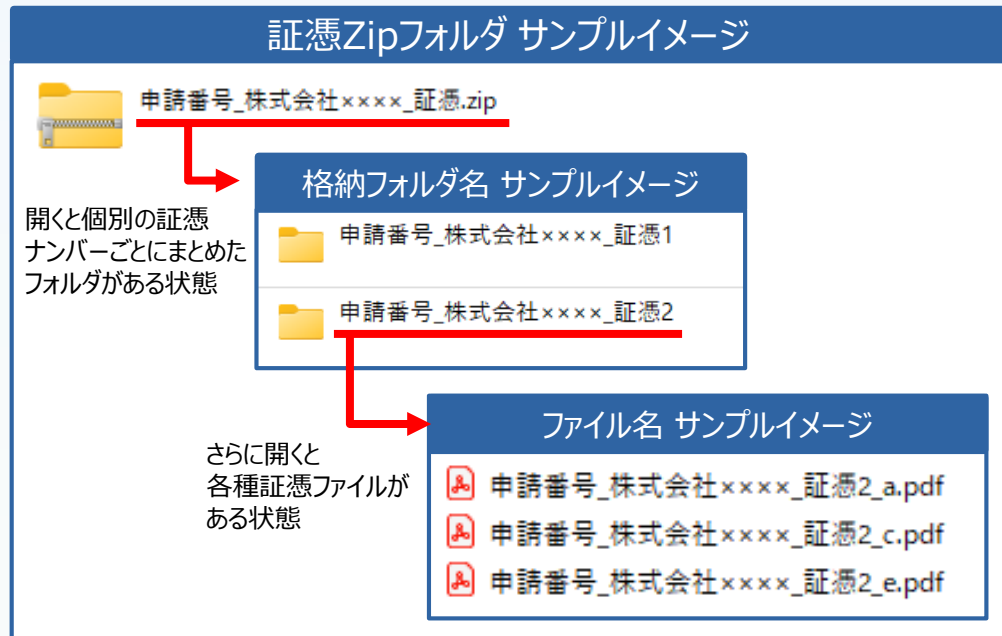 証憑Zipフォルダ サンプルイメージ
申請番号_株式会社××××_証憑.zip
格納フォルダ名 サンプルイメージ
開くと個別の証憑
ナンバーごとにまとめた
フォルダがある状態
申請番号_株式会社××××_証憑1
申請番号_株式会社××××_証憑2
ファイル名 サンプルイメージ
さらに開くと
各種証憑ファイルが
ある状態
申請番号_株式会社××××_証憑2_a.pdf
申請番号_株式会社××××_証憑2_c.pdf
申請番号_株式会社××××_証憑2_e.pdf